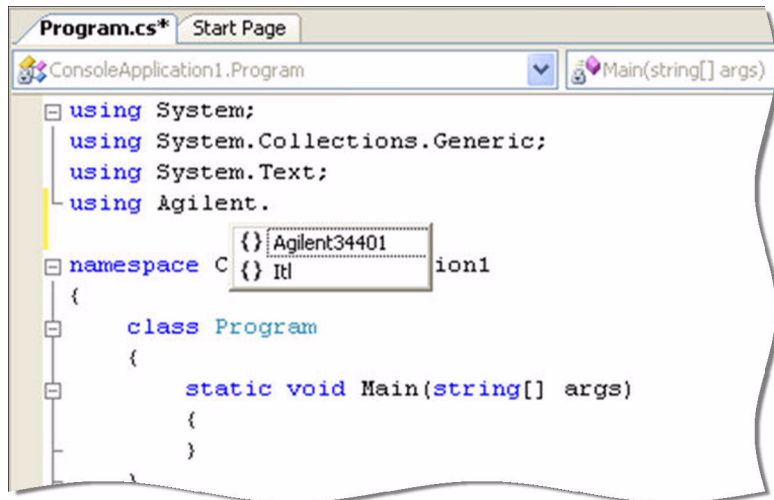 Program.cs* Start Page
ConsoleApplication1.Program Main(string[] args)
using System;
using System.Collections.Generic;
using System.Text;
using Agilent.
{} Agilent34401
namespace C ion1
{} Itl
{
class Program
{
static void Main(string[] args)
{
}
}